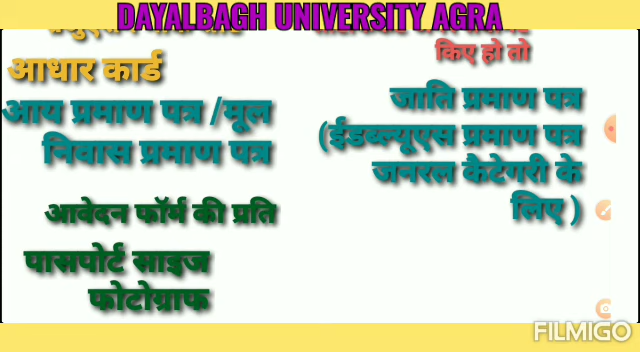 DAYALBAGH UNIVERSITY AGRA
आधार कार्ड
आय प्रमाण पत्र /मूल
निवास प्रमाण पत्र
आवेदन फॉर्म की प्रति
पासपोर्ट साइज
फोटोग्राफ
किए हो तो
जाति प्रमाण पत्र
(ईडब्ल्यूएस प्रमाण पत्र
जनरल कैटेगरी के
लिए )
FILMIGO